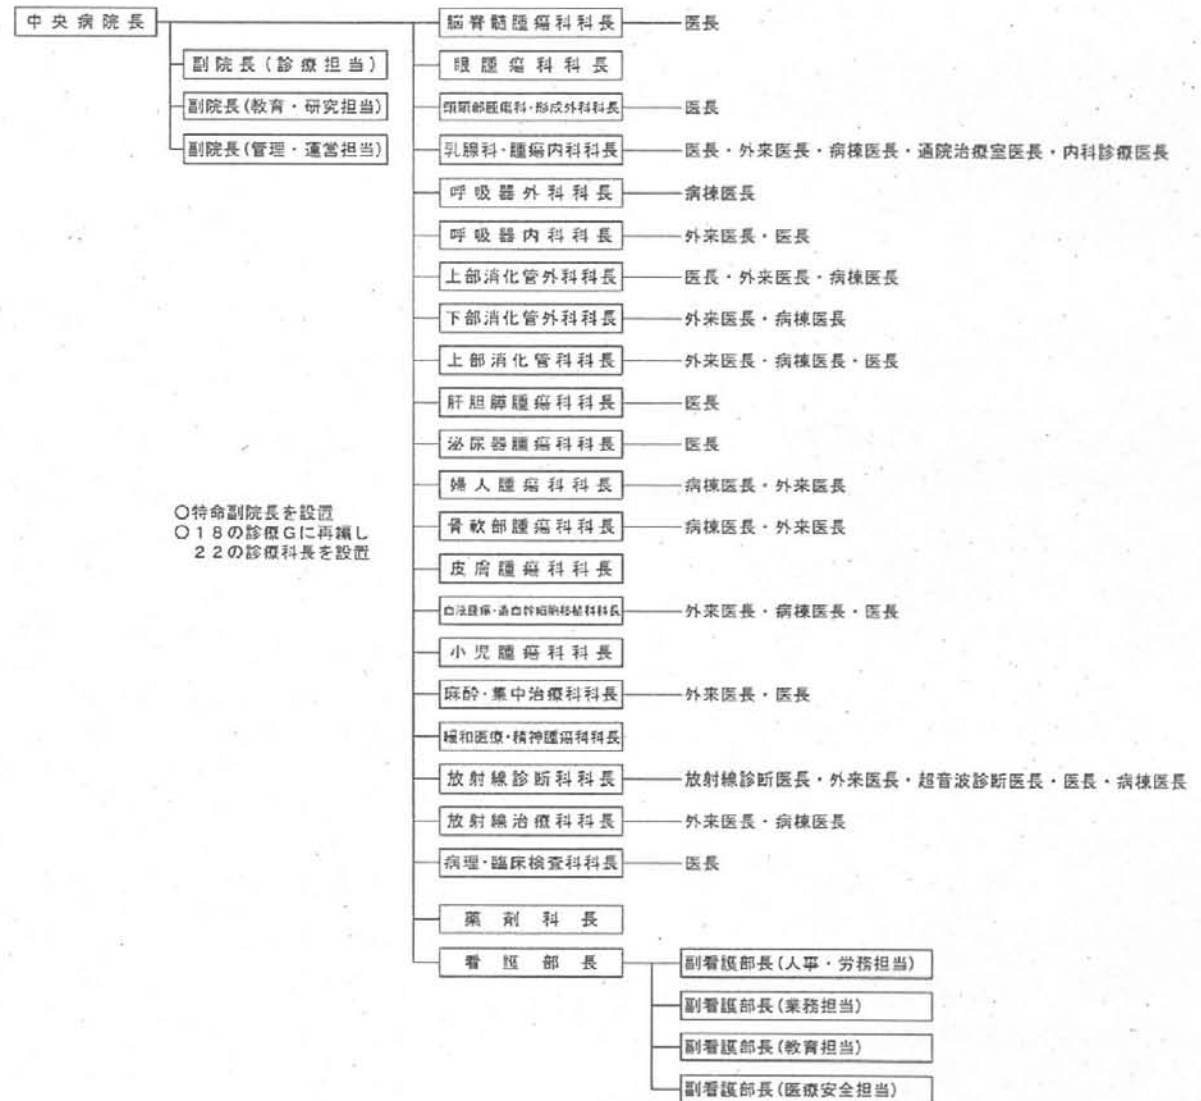 中央病院長
副院長(診療担当)
副院長(教育・研究担当)
副院長(管理・運営担当)
○特命副院長を設置
○18の診療Gに再編し
22の診療科長を設置
脳脊髄腫瘍科科長 医長
眼腫瘍科科長
頭頸部腫瘍科・形成外科科長 医長
乳腺科・腫瘍内科科長 医長・外来医長・病棟医長・通院治療室医長・内科診療医長
呼吸器外科科長 病棟医長
呼吸器内科科長 外来医長・医長
上部消化管外科科長 医長・外来医長・病棟医長
下部消化管外科科長 外来医長・病棟医長
上部消化管科科長 外来医長・病棟医長・医長
肝胆膵腫瘍科科長 医長
泌尿器腫瘍科科長 医長
婦人腫瘍科科長 病棟医長・外来医長
骨軟部腫瘍科科長 病棟医長・外来医長
皮膚腫瘍科科長
血液腫瘍・造血幹細胞移植科科長 外来医長・病棟医長・医長
小児腫瘍科科長
麻酔・集中治療科科長 外来医長・医長
緩和医療・精神腫瘍科科長
放射線診断科科長 放射線診断医長・外来医長・超音波診断医長・医長・病棟医長
放射線治療科科長 外来医長・病棟医長
病理・臨床検査科科長 医長
薬剤科長
看護部長
副看護部長(人事・労務担当)
副看護部長(業務担当)
副看護部長(教育担当)
副看護部長(医療安全担当)